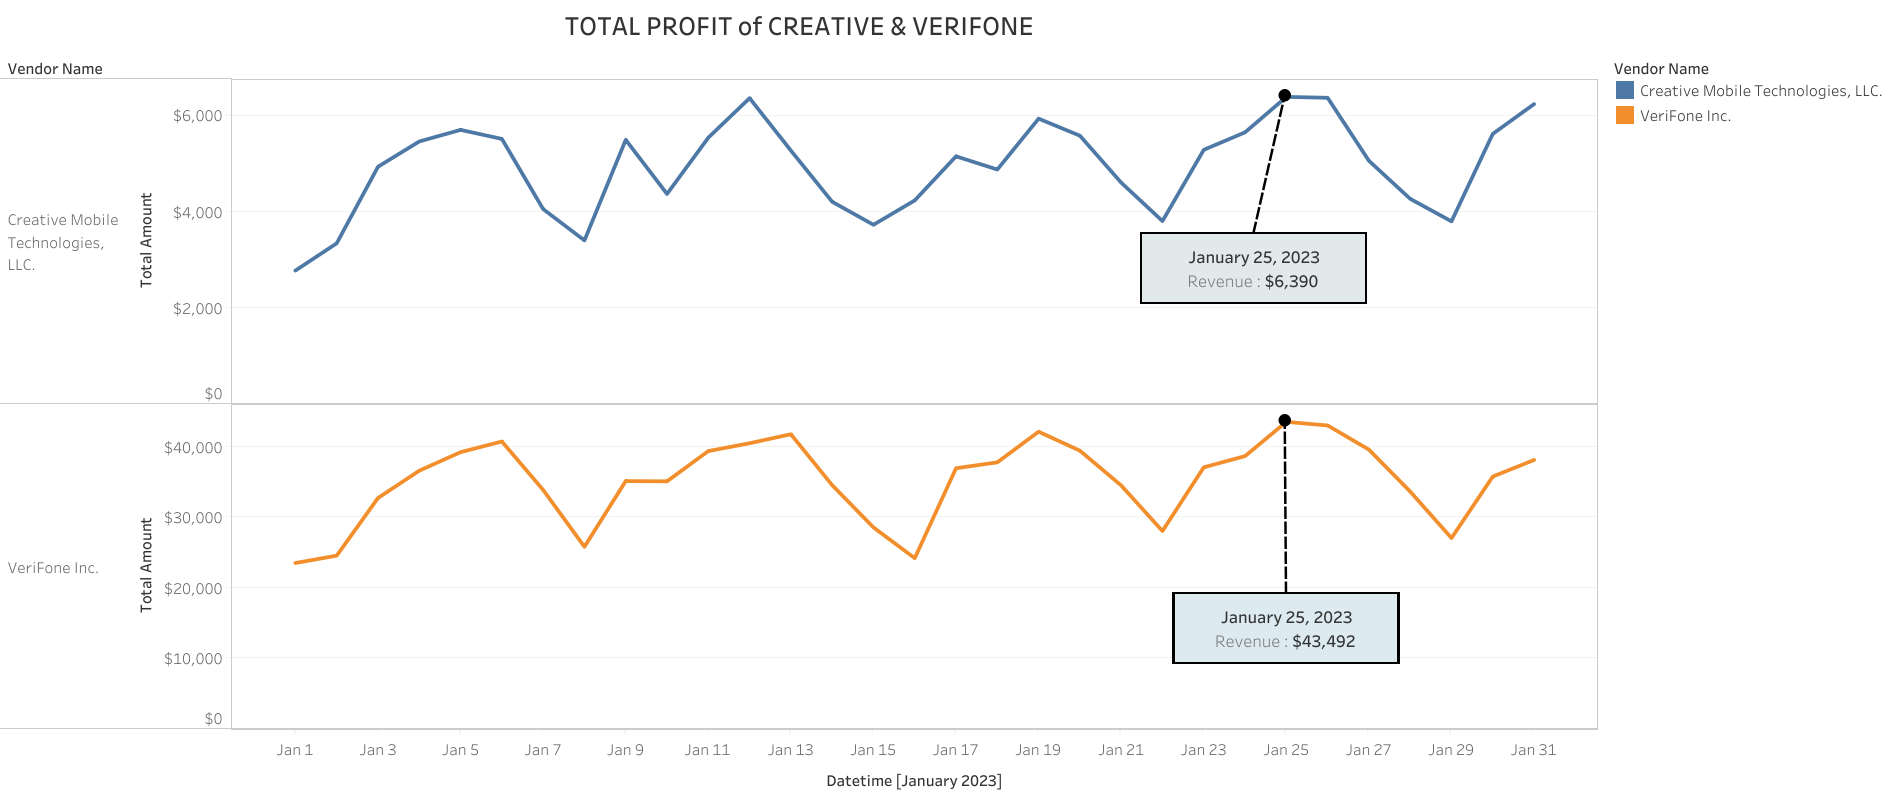 TOTAL PROFIT of CREATIVE & VERIFONE
Vendor Name
Vendor Name
Creative Mobile Technologies, LLC.
VeriFone Inc.
Creative Mobile
Technologies,
LLC.
Total Amount
$6,000
$4,000
$2,000
$0
January 25, 2023
Revenue : $6,390
VeriFone Inc.
Total Amount
$40,000
$30,000
$20,000
$10,000
$0
January 25, 2023
Revenue : $43,492
Jan 1 Jan 3 Jan 5 Jan 7 Jan 9 Jan 11 Jan 13 Jan 15 Jan 17 Jan 19 Jan 21 Jan 23 Jan 25 Jan 27 Jan 29 Jan 31
Datetime [January 2023]